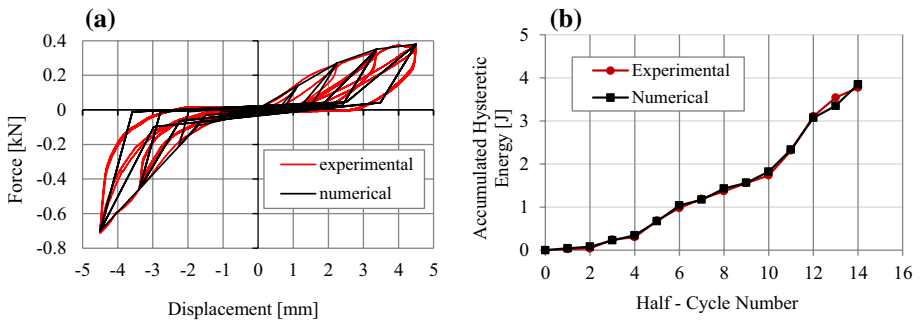 (a)
0.4
0.2
0
-0.2
-0.4
-0.6
-0.8
Force [kN]
experimental
numerical
-5 -4 -3 -2 -1 0 1 2 3 4 5
Displacement [mm]
(b)
5
4
3
2
1
0
Accumulated Hysteretic
Energy [J]
Experimental
Numerical
0 2 4 6 8 10 12 14 16
Half - Cycle Number